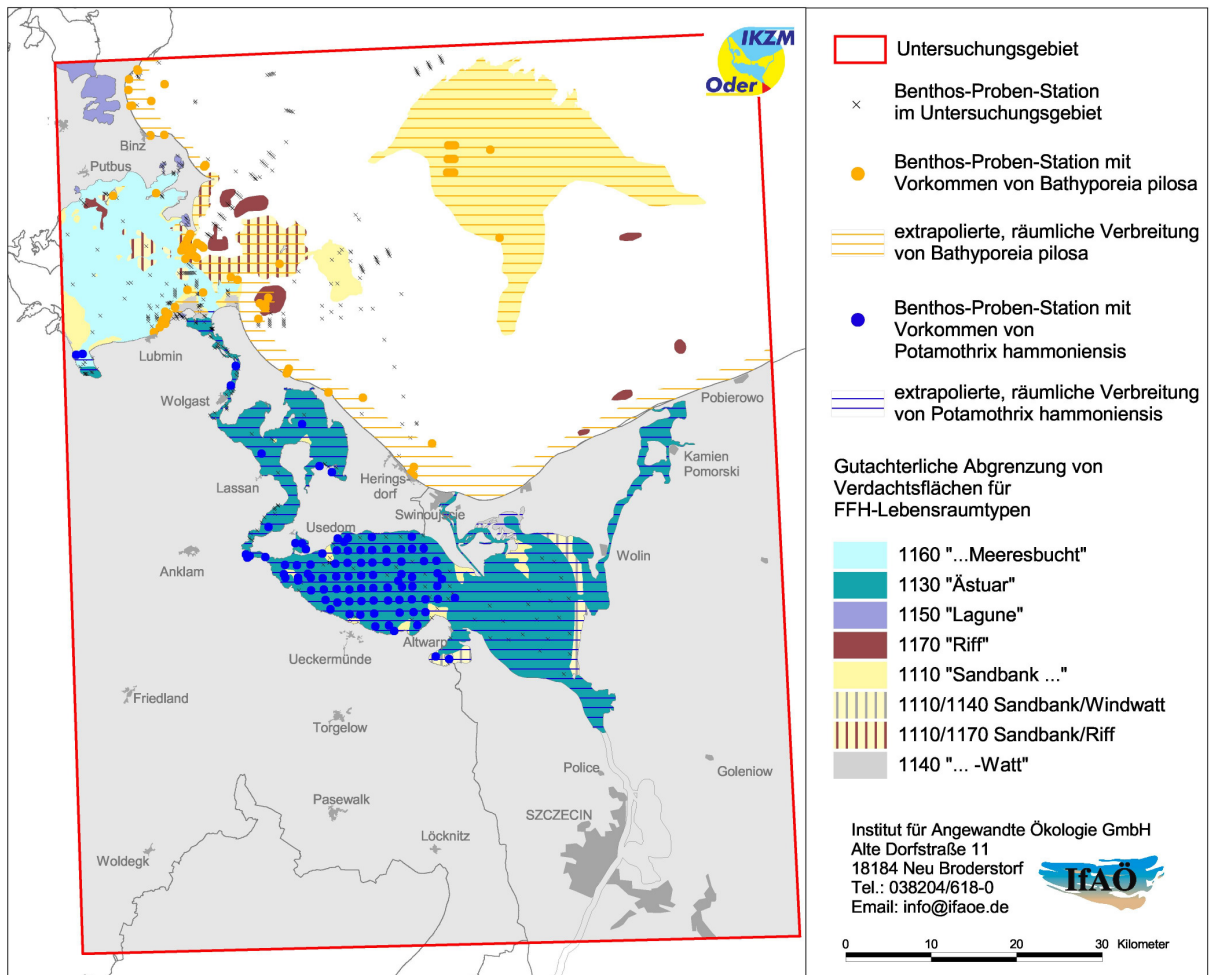 IKZM
Oder
Binz
Putbus
Lubmin
Wolgast
Lassan
Herings-
dorf
Swinoujscie
Usedom
Anklam
Pobierowo
Kamien
Pomorski
Wolin
Altwarp
Ueckermünde
Friedland
Torgelow
Police
Goleniow
Pasewalk
SZCZECIN
Löcknitz
Woldegk
Untersuchungsgebiet
Benthos-Proben-Station
im Untersuchungsgebiet
Benthos-Proben-Station mit
Vorkommen von Bathyporeia pilosa
extrapolierte, räumliche Verbreitung
von Bathyporeia pilosa
Benthos-Proben-Station mit
Vorkommen von
Potamothrix hammoniensis
extrapolierte, räumliche Verbreitung
von Potamothrix hammoniensis
Gutachterliche Abgrenzung von
Verdachtsflächen für
FFH-Lebensraumtypen
1160 "...Meeresbucht"
1130 "Ästuar"
1150 "Lagune"
1170 "Riff"
1110 "Sandbank ..."
1110/1140 Sandbank/Windwatt
1110/1170 Sandbank/Riff
1140 "... -Watt"
Institut für Angewandte Ökologie GmbH
Alte Dorfstraße 11
18184 Neu Broderstorf
Tel.: 038204/618-0
Email: info@ifaoe.de
IfAÖ
0 10 20 30 Kilometer